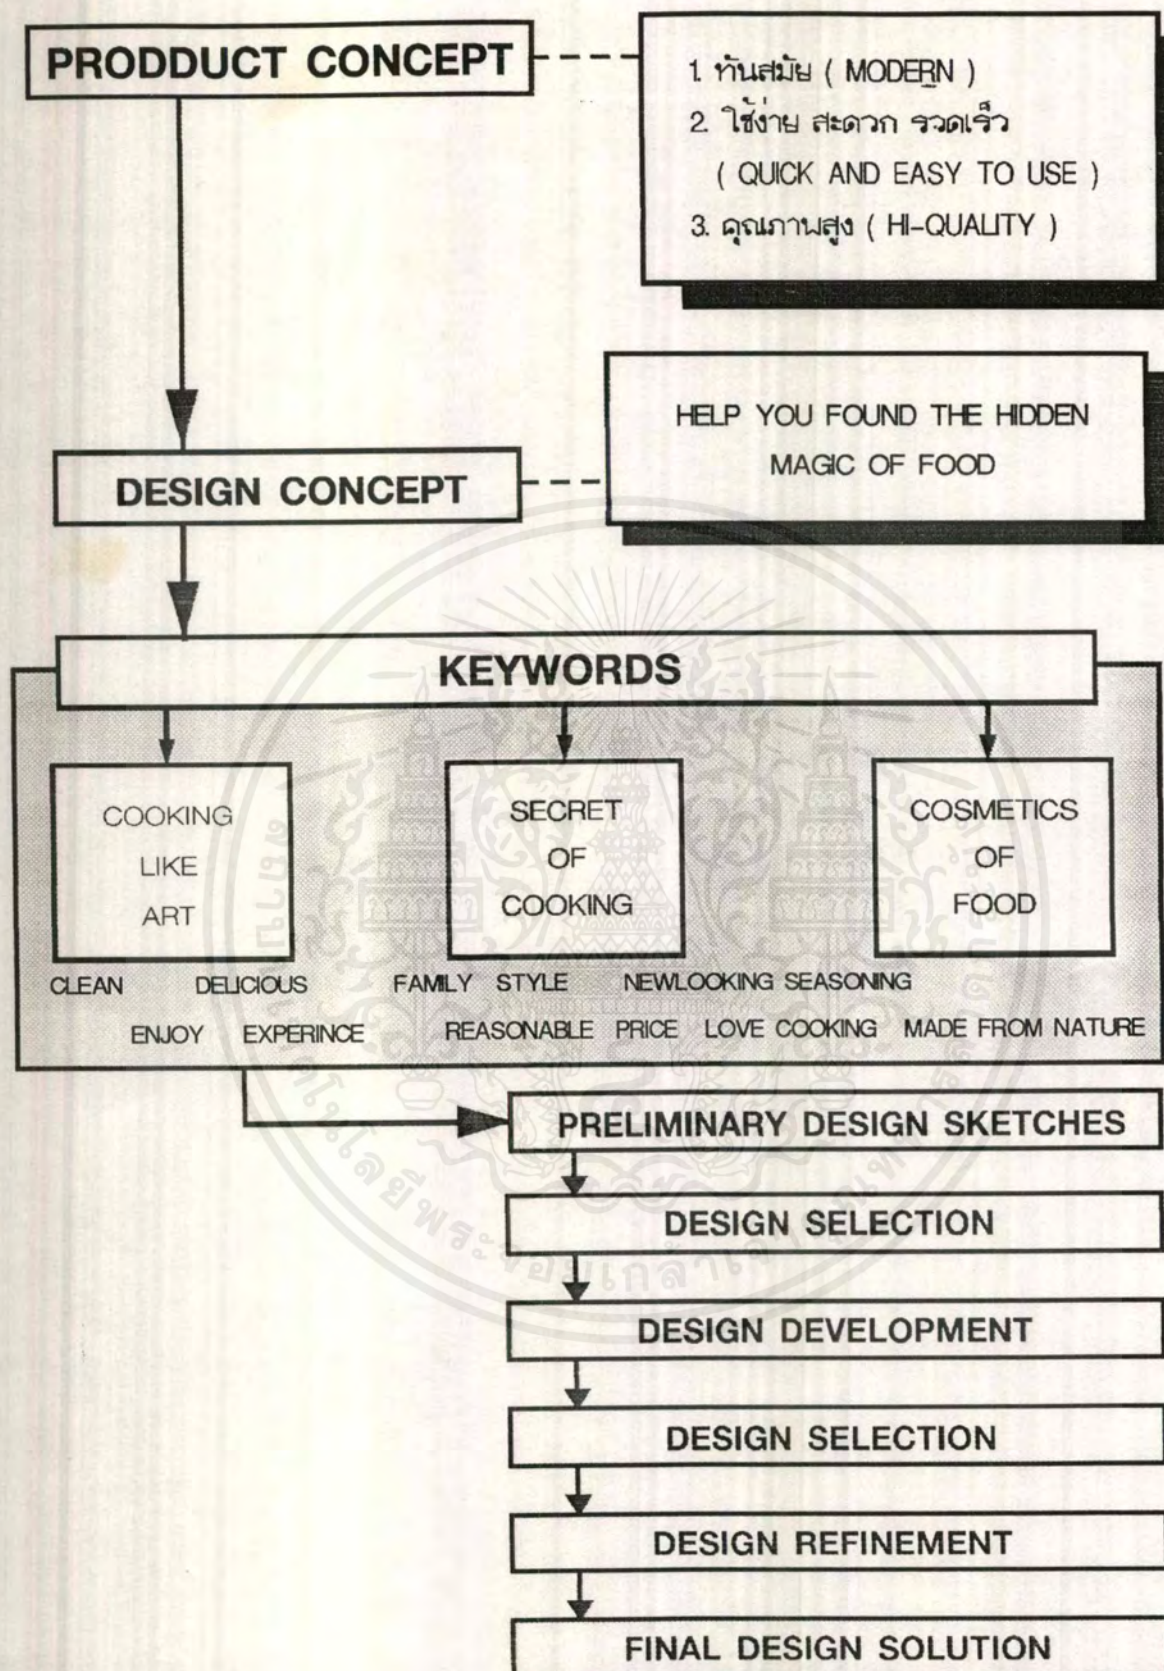 PRODDUCT CONCEPT
1. ทันสมัย ( MODERN )
2. ใช้ง่าย สะดวก รวดเร็ว
( QUICK AND EASY TO USE )
3. คุณภาพสูง ( HI-QUALITY )
HELP YOU FOUND THE HIDDEN
MAGIC OF FOOD
DESIGN CONCEPT
KEYWORDS
COOKING
LIKE
ART
SECRET
OF
COOKING
COSMETICS
OF
FOOD
CLEAN DELICIOUS FAMILY STYLE NEWLOOKING SEASONING
ENJOY EXPERINCE REASONABLE PRICE LOVE COOKING MADE FROM NATURE
PRELIMINARY DESIGN SKETCHES
DESIGN SELECTION
DESIGN DEVELOPMENT
DESIGN SELECTION
DESIGN REFINEMENT
FINAL DESIGN SOLUTION